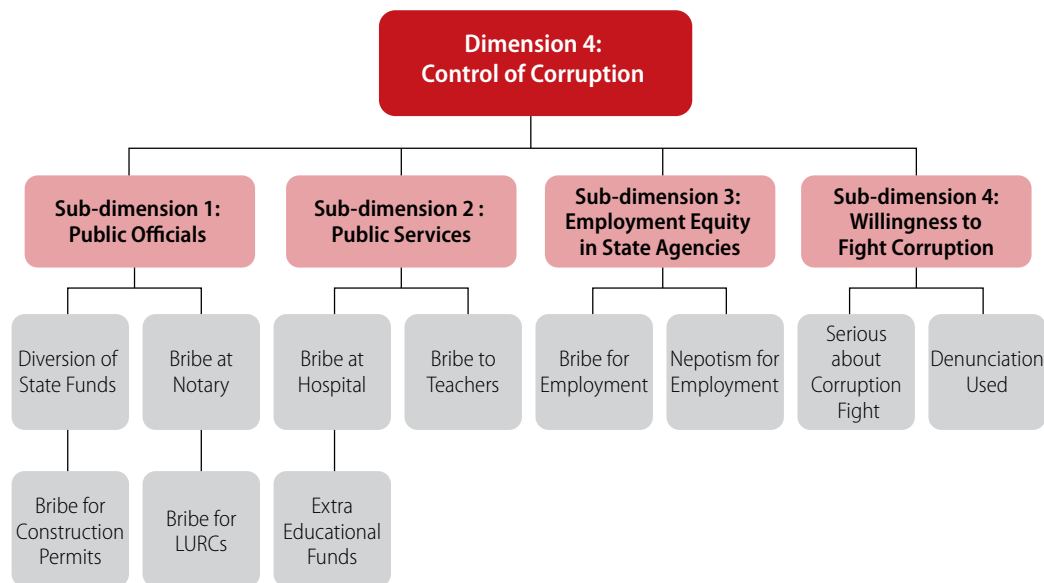 Dimension 4:
Control of Corruption
Sub-dimension 1:
Public Officials
Sub-dimension 2 :
Public Services
Sub-dimension 3:
Employment Equity
in State Agencies
Sub-dimension 4:
Willingness to
Fight Corruption
Diversion of
State Funds
Bribe at
Notary
Bribe at
Hospital
Bribe to
Teachers
Bribe for
Employment
Nepotism for
Employment
Serious
about
Corruption
Fight
Denunciation
Used
Bribe for
Construction
Permits
Bribe for
LURCs
Extra
Educational
Funds